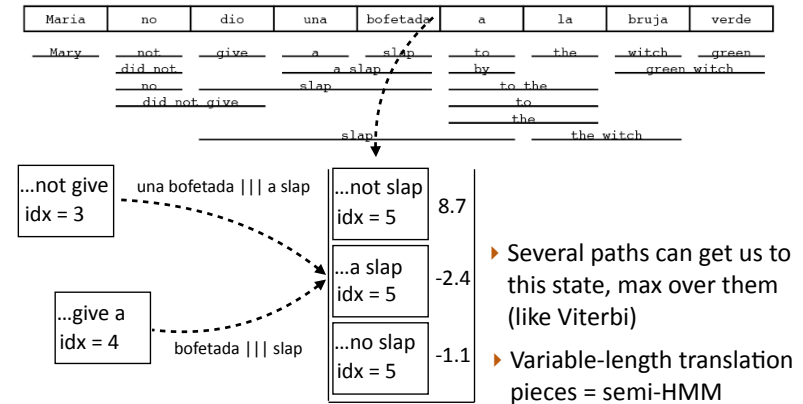 Maria no dio una bofetada a la bruja verde
Mary not give a slap to the witch green
did not a slap by green witch
no slap to the
did not give to
the
slap the witch
...not give
idx = 3
una bofetada ||| a slap
...give a
idx = 4
bofetada ||| slap
...not slap
idx = 5
8.7
...a slap
idx = 5
-2.4
...no slap
idx = 5
-1.1
▸ Several paths can get us to
this state, max over them
(like Viterbi)
▸ Variable-length translation
pieces = semi-HMM